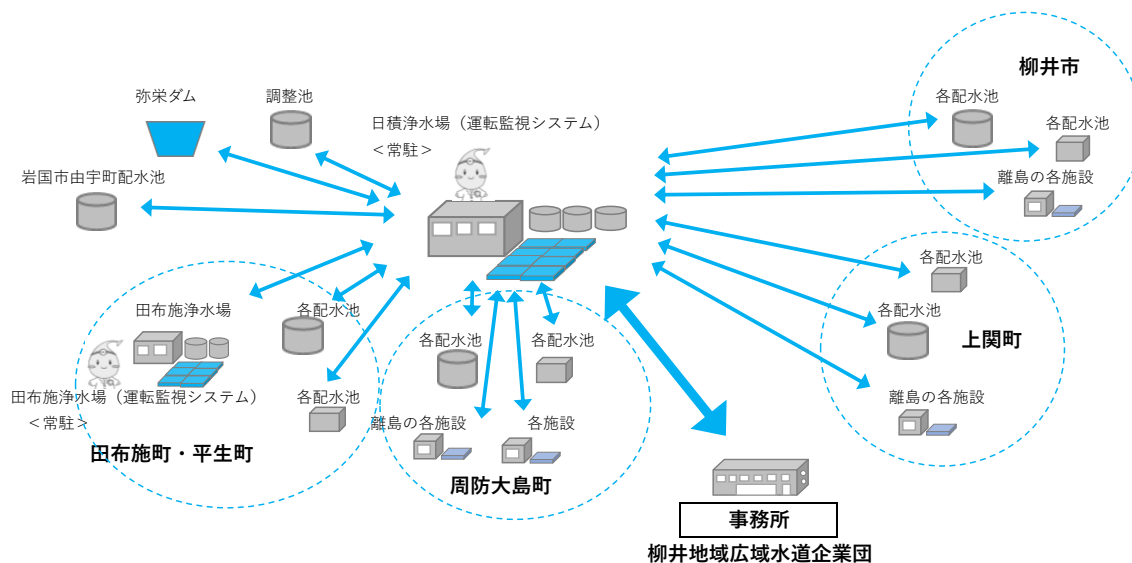 弥栄ダム
調整池
日積浄水場（運転監視システム）
＜常駐＞
岩国市由宇町配水池
柳井市
各配水池
各配水池
離島の各施設
各配水池
各配水池
上関町
離島の各施設
田布施浄水場
各配水池
田布施浄水場（運転監視システム）
＜常駐＞
各配水池
田布施町・平生町
各配水池
各配水池
離島の各施設
各施設
周防大島町
事務所
柳井地域広域水道企業団